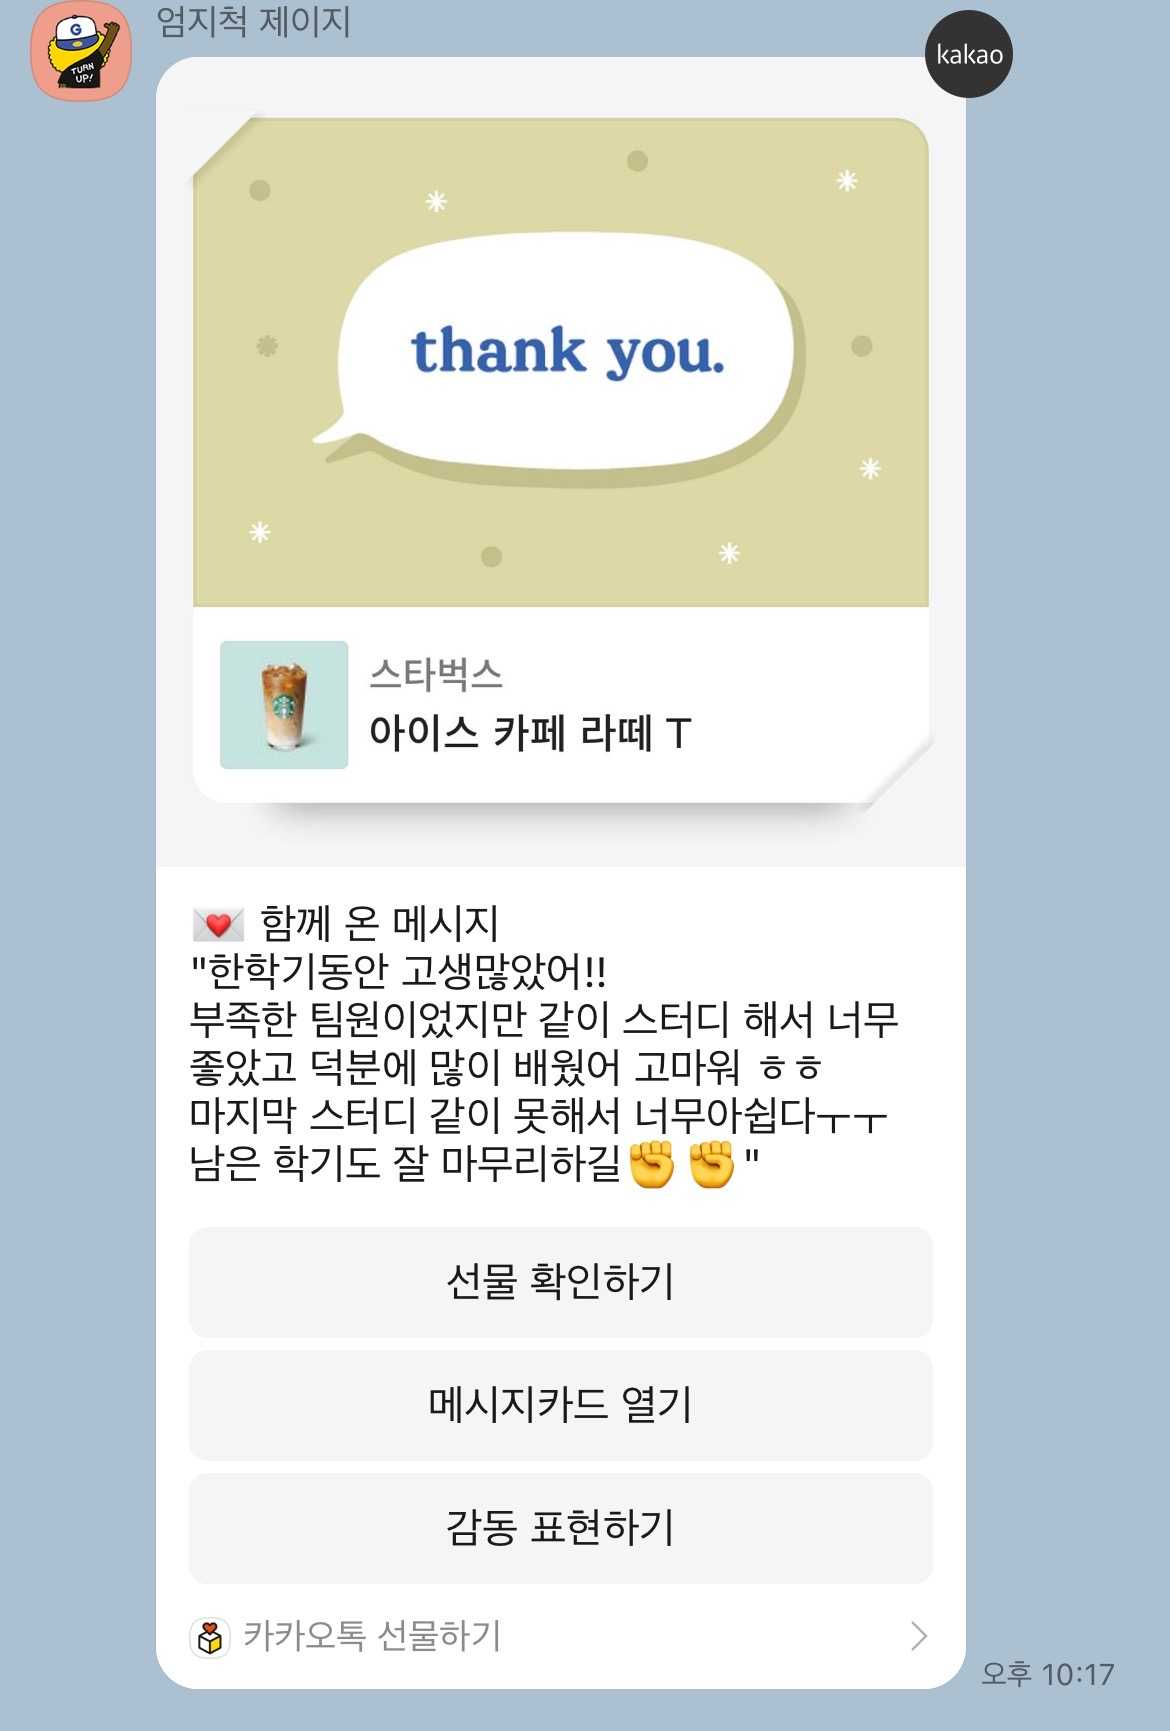 엄지척 제이지
kakao
G
TURN
UP!
thank you.
스타벅스
아이스 카페 라떼 T
💌 함께 온 메시지
"한학기동안 고생많았어!!
부족한 팀원이었지만 같이 스터디 해서 너무
좋았고 덕분에 많이 배웠어 고마워 ㅎㅎ
마지막 스터디 같이 못해서 너무아쉽다ㅜㅜ
남은 학기도 잘 마무리하길✊✊"
선물 확인하기
메시지카드 열기
감동 표현하기
카카오톡 선물하기
오후 10:17